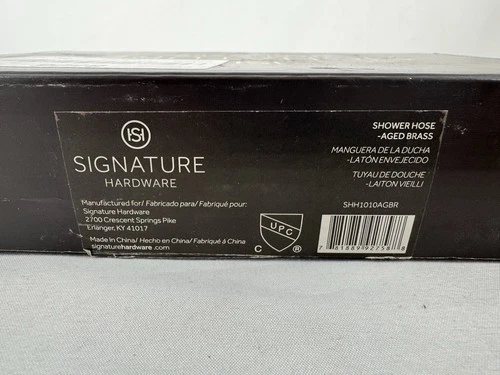 SHOWER HOSE
-AGED BRASS
MANGUERA DE LA DUCHA
-LATÓN ENVEJECIDO
TUYAU DE DOUCHE
-LAITON VIEILLI
SHH1010AGBR
SH
SIGNATURE
HARDWARE
Manufactured for/ Fabricado para/ Fabriqué pour:
Signature Hardware
2700 Crescent Springs Pike
Erlanger, KY 41017
Made in China/ Hecho en China/ Fabriqué à China
signaturehardware.com
UPC
C ®